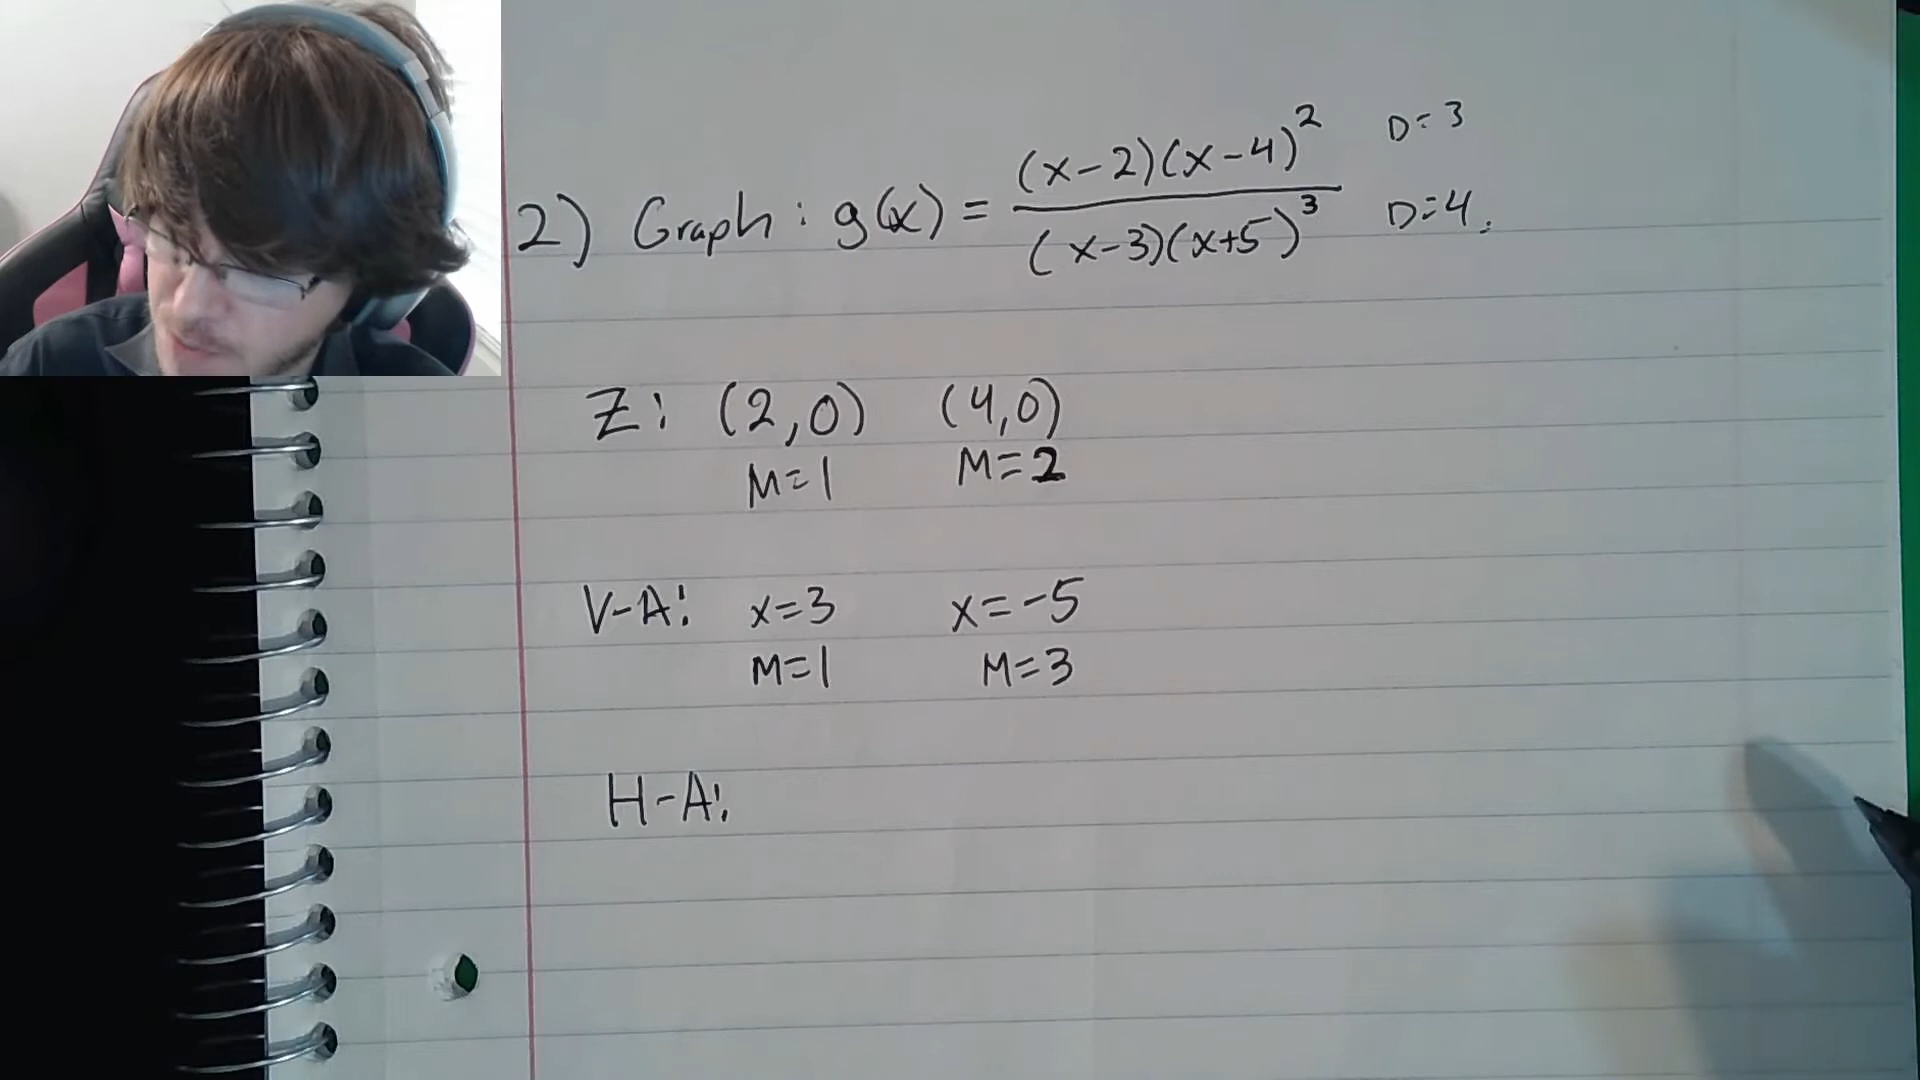 2) Graph: g(x) = (x-2)(x-4)² / (x-3)(x+5)³
D=3
D=4.
Z: (2,0) (4,0)
M=1 M=2
V-A: x=3 x=-5
M=1 M=3
H-A: